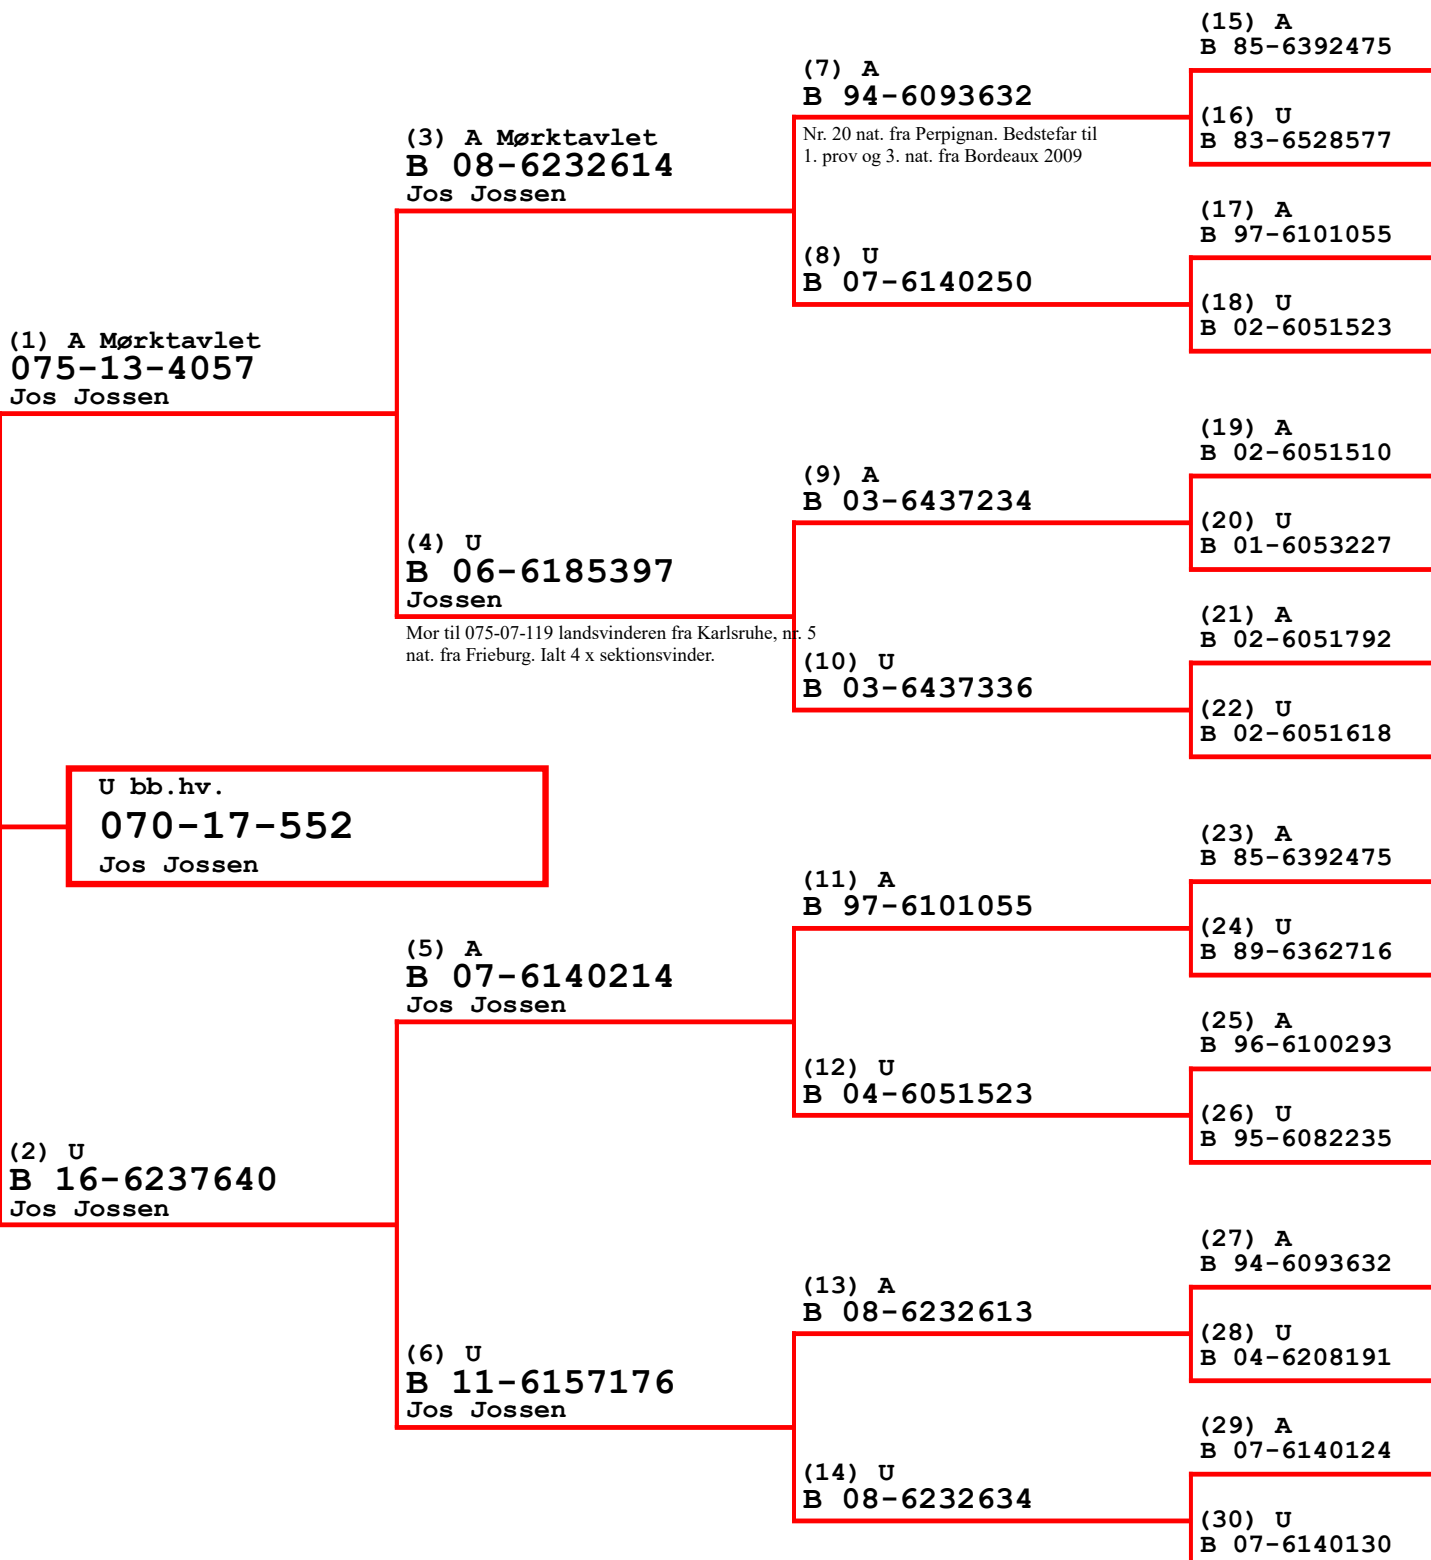 (1) A Mørktavlet
075-13-4057
Jos Jossen
U bb.hv.
070-17-552
Jos Jossen
(2) U
B 16-6237640
Jos Jossen
(3) A Mørktavlet
B 08-6232614
Jos Jossen
(4) U
B 06-6185397
Jossen
Mor til 075-07-119 landsvinderen fra Karlsruhe, nr. 5
nat. fra Frieburg. Ialt 4 x sektionsvinder.
(5) A
B 07-6140214
Jos Jossen
(6) U
B 11-6157176
Jos Jossen
(7) A
B 94-6093632
Nr. 20 nat. fra Perpignan. Bedstefar til
1. prov og 3. nat. fra Bordeaux 2009
(8) U
B 07-6140250
(9) A
B 03-6437234
(10) U
B 03-6437336
(11) A
B 97-6101055
(12) U
B 04-6051523
(13) A
B 08-6232613
(14) U
B 08-6232634
(15) A
B 85-6392475
(16) U
B 83-6528577
(17) A
B 97-6101055
(18) U
B 02-6051523
(19) A
B 02-6051510
(20) U
B 01-6053227
(21) A
B 02-6051792
(22) U
B 02-6051618
(23) A
B 85-6392475
(24) U
B 89-6362716
(25) A
B 96-6100293
(26) U
B 95-6082235
(27) A
B 94-6093632
(28) U
B 04-6208191
(29) A
B 07-6140124
(30) U
B 07-6140130